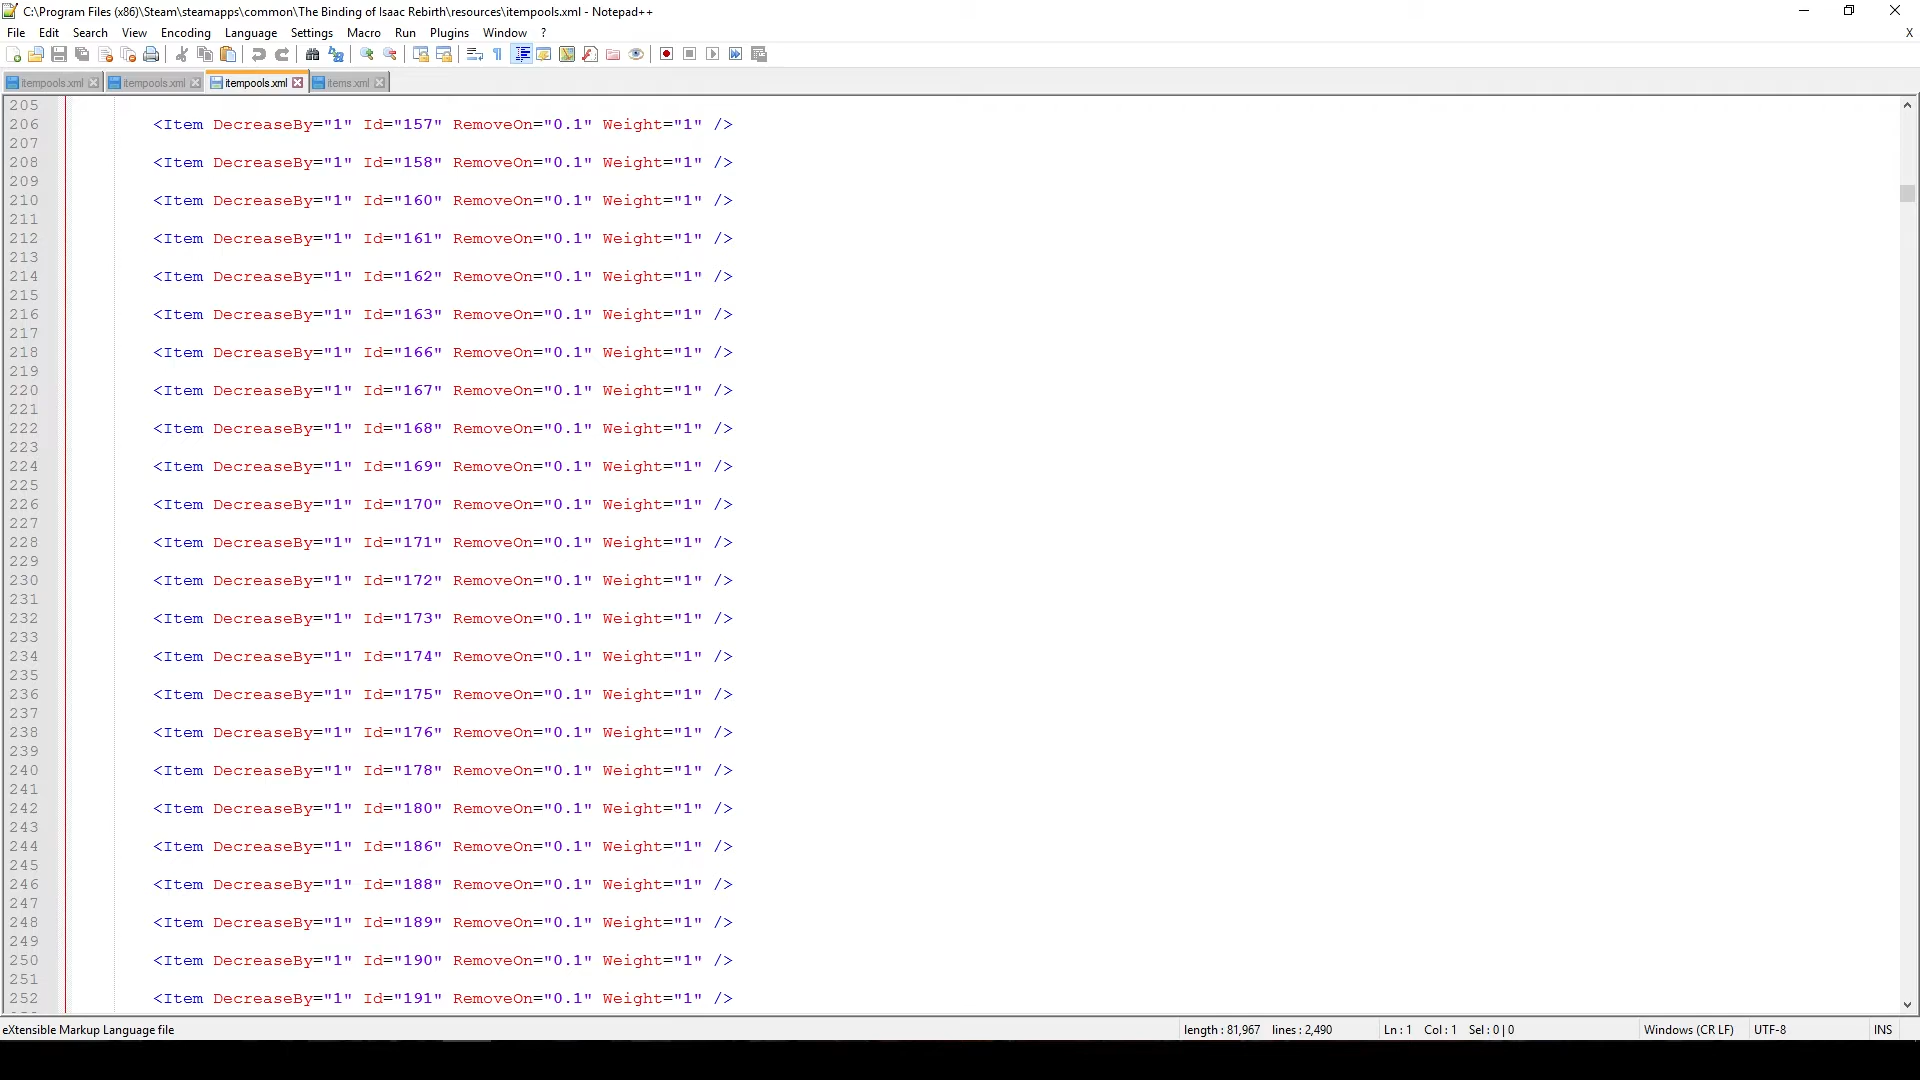 C:\Program Files (x86)\Steam\steamapps\common\The Binding of Isaac Rebirth\resources\itempools.xml - Notepad++
File Edit Search View Encoding Language Settings Macro Run Plugins Window ? X
itempools.xml itempools.xml itempools.xml items.xml
205
206 <Item DecreaseBy="1" Id="157" RemoveOn="0.1" Weight="1" />
207
208 <Item DecreaseBy="1" Id="158" RemoveOn="0.1" Weight="1" />
209
210 <Item DecreaseBy="1" Id="160" RemoveOn="0.1" Weight="1" />
211
212 <Item DecreaseBy="1" Id="161" RemoveOn="0.1" Weight="1" />
213
214 <Item DecreaseBy="1" Id="162" RemoveOn="0.1" Weight="1" />
215
216 <Item DecreaseBy="1" Id="163" RemoveOn="0.1" Weight="1" />
217
218 <Item DecreaseBy="1" Id="166" RemoveOn="0.1" Weight="1" />
219
220 <Item DecreaseBy="1" Id="167" RemoveOn="0.1" Weight="1" />
221
222 <Item DecreaseBy="1" Id="168" RemoveOn="0.1" Weight="1" />
223
224 <Item DecreaseBy="1" Id="169" RemoveOn="0.1" Weight="1" />
225
226 <Item DecreaseBy="1" Id="170" RemoveOn="0.1" Weight="1" />
227
228 <Item DecreaseBy="1" Id="171" RemoveOn="0.1" Weight="1" />
229
230 <Item DecreaseBy="1" Id="172" RemoveOn="0.1" Weight="1" />
231
232 <Item DecreaseBy="1" Id="173" RemoveOn="0.1" Weight="1" />
233
234 <Item DecreaseBy="1" Id="174" RemoveOn="0.1" Weight="1" />
235
236 <Item DecreaseBy="1" Id="175" RemoveOn="0.1" Weight="1" />
237
238 <Item DecreaseBy="1" Id="176" RemoveOn="0.1" Weight="1" />
239
240 <Item DecreaseBy="1" Id="178" RemoveOn="0.1" Weight="1" />
241
242 <Item DecreaseBy="1" Id="180" RemoveOn="0.1" Weight="1" />
243
244 <Item DecreaseBy="1" Id="186" RemoveOn="0.1" Weight="1" />
245
246 <Item DecreaseBy="1" Id="188" RemoveOn="0.1" Weight="1" />
247
248 <Item DecreaseBy="1" Id="189" RemoveOn="0.1" Weight="1" />
249
250 <Item DecreaseBy="1" Id="190" RemoveOn="0.1" Weight="1" />
251
252 <Item DecreaseBy="1" Id="191" RemoveOn="0.1" Weight="1" />
eXtensible Markup Language file length : 81,967 lines : 2,490 Ln : 1 Col : 1 Sel : 0 | 0 Windows (CR LF) UTF-8 INS